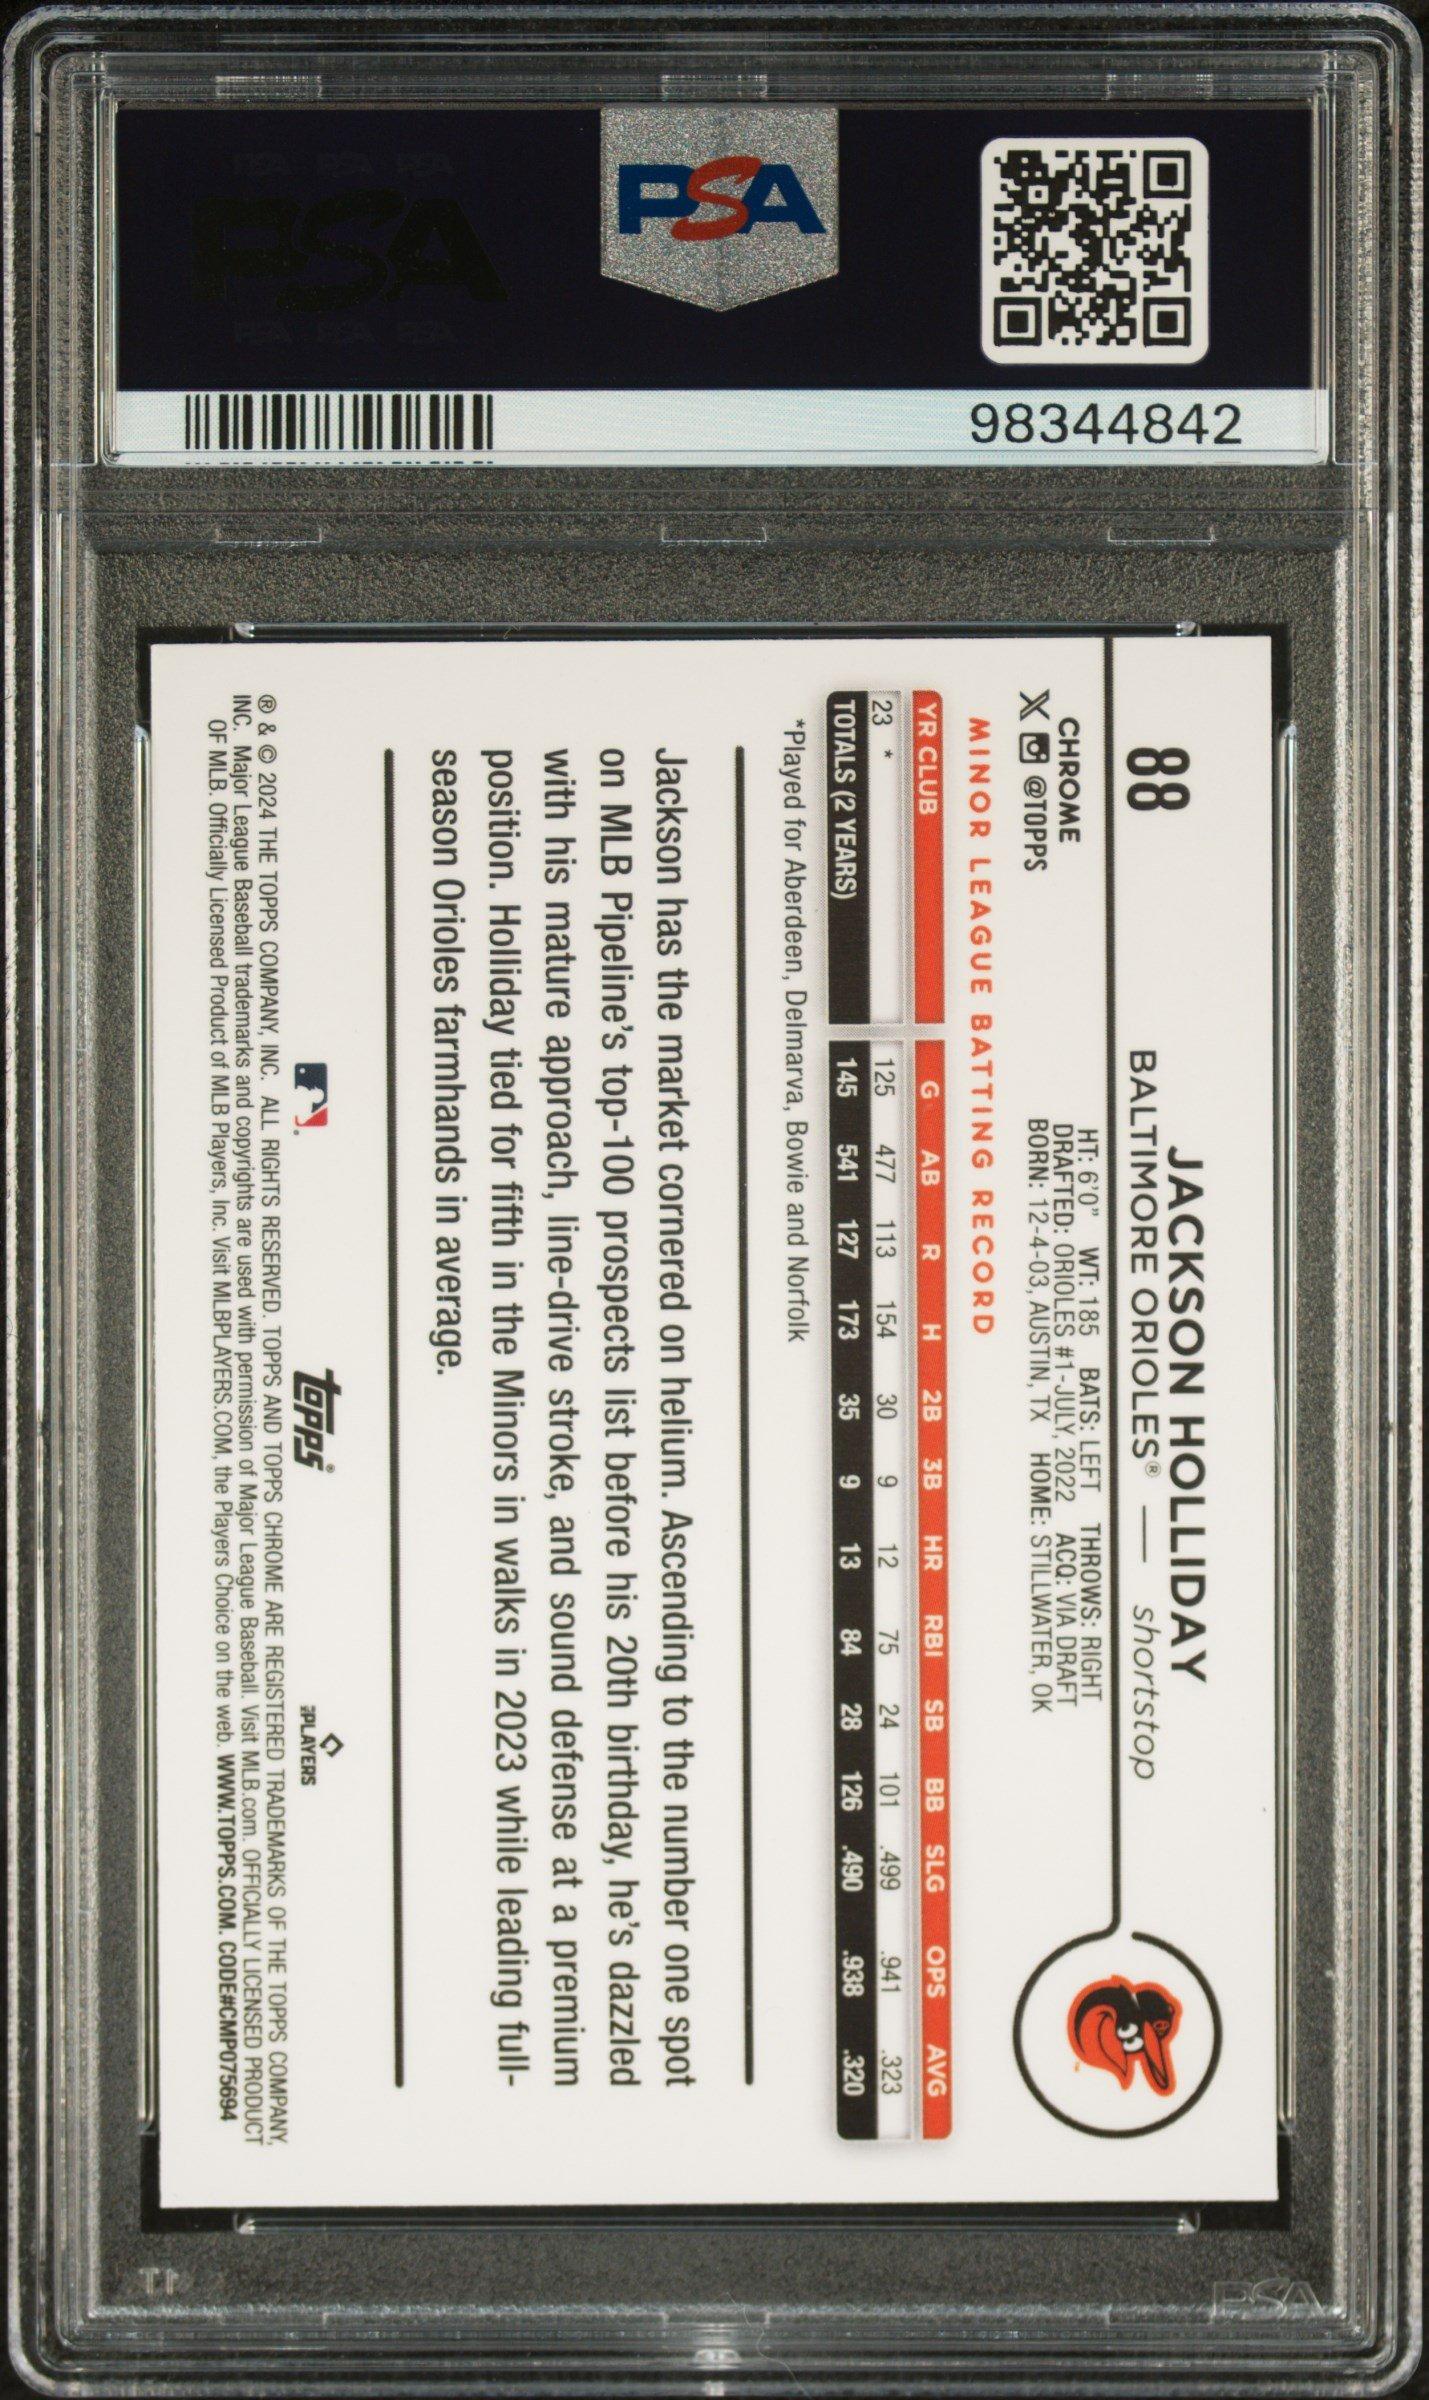 PSA
98344842
88
JACKSON HOLLIDAY
BALTIMORE ORIOLES® — shortstop
CHROME
X @TOPPS
HT: 6'0" WT: 185 BATS: LEFT THROWS: RIGHT
DRAFTED: ORIOLES #1-JULY, 2022 ACQ: VIA DRAFT
BORN: 12-4-03, AUSTIN, TX HOME: STILLWATER, OK
MINOR LEAGUE BATTING RECORD
YR CLUB G AB R H 2B 3B HR RBI SB BB SLG OPS AVG
23 * 125 477 113 154 30 9 12 75 24 101 .499 .941 .323
TOTALS (2 YEARS) 145 541 127 173 35 9 13 84 28 126 .490 .938 .320
*Played for Aberdeen, Delmarva, Bowie and Norfolk
Jackson has the market cornered on helium. Ascending to the number one spot
on MLB Pipeline's top-100 prospects list before his 20th birthday, he's dazzled
with his mature approach, line-drive stroke, and sound defense at a premium
position. Holliday tied for fifth in the Minors in walks in 2023 while leading full-
season Orioles farmhands in average.
topps®
PLAYERS
® & © 2024 THE TOPPS COMPANY, INC. ALL RIGHTS RESERVED. TOPPS AND TOPPS CHROME ARE REGISTERED TRADEMARKS OF THE TOPPS COMPANY,
INC. Major League Baseball trademarks and copyrights are used with permission of Major League Baseball. Visit MLB.com. OFFICIALLY LICENSED PRODUCT
OF MLB. Officially Licensed Product of MLB Players, Inc. Visit MLBPLAYERS.COM, the Players Choice on the web. WWW.TOPPS.COM. CODE#CMP075694
PSA